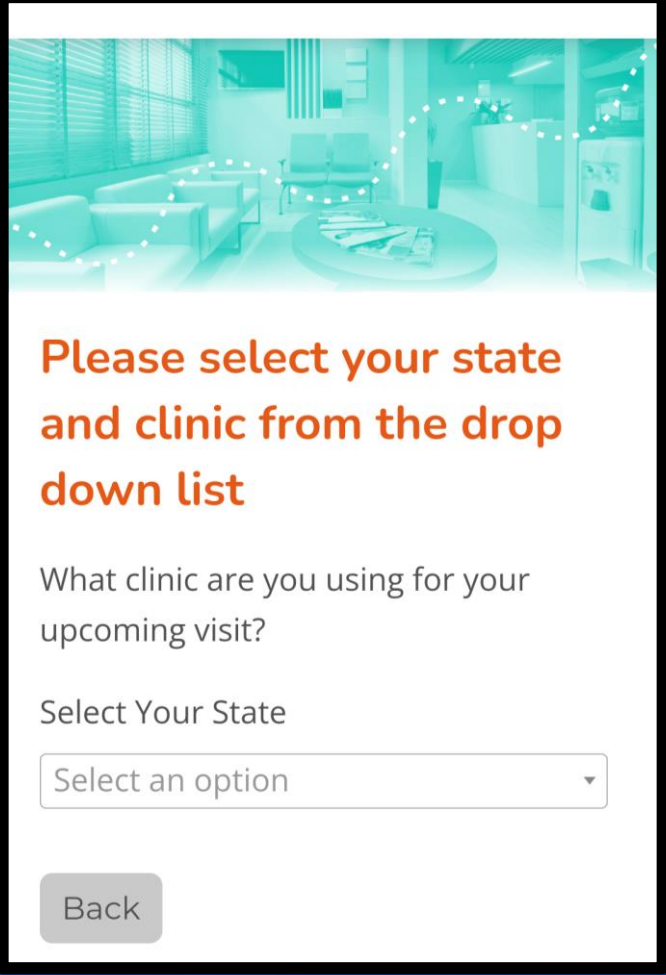 Please select your state
and clinic from the drop
down list
What clinic are you using for your
upcoming visit?
Select Your State
Select an option
Back